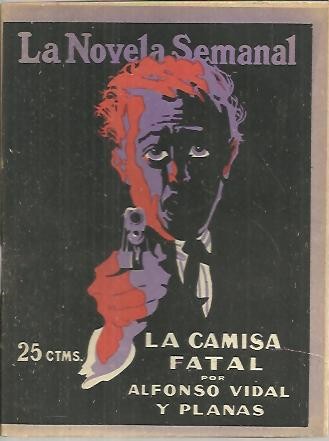 La Novela Semanal
25 CTMS.
LA CAMISA
FATAL
POR
ALFONSO VIDAL
Y PLANAS